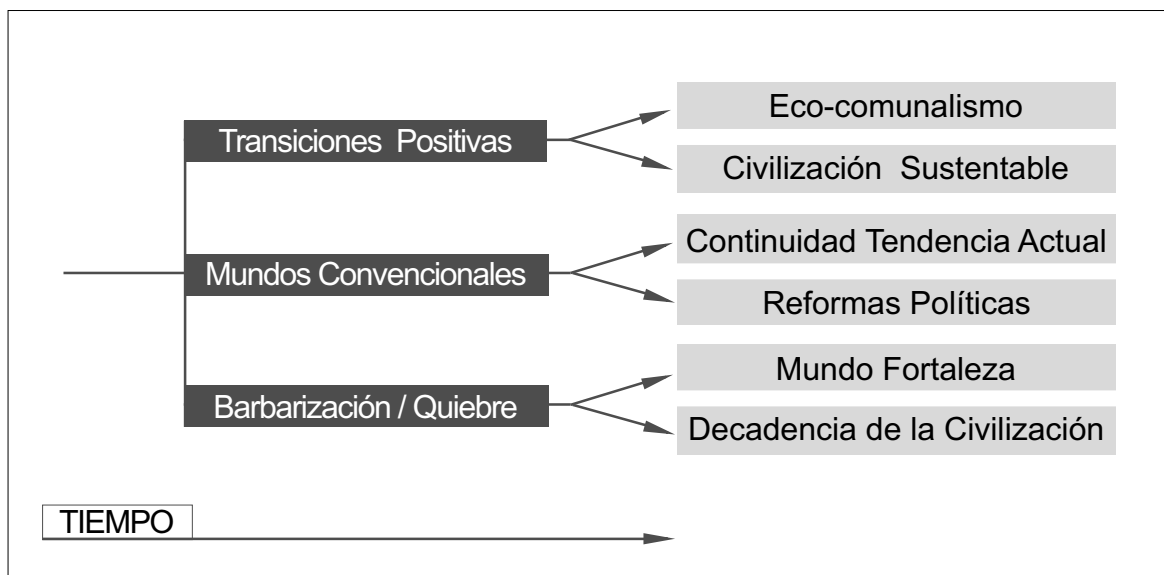 Eco-comunalismo
Transiciones Positivas
Civilización Sustentable
Continuidad Tendencia Actual
Mundos Convencionales
Reformas Políticas
Mundo Fortaleza
Barbarización / Quiebre
Decadencia de la Civilización
TIEMPO